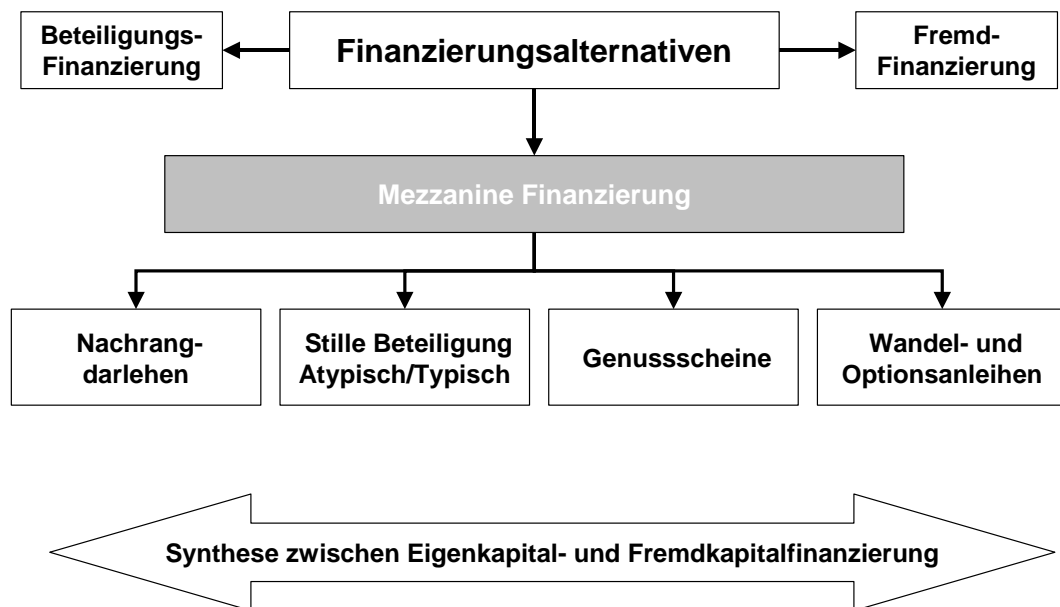 Beteiligungs-
Finanzierung
Finanzierungsalternativen
Fremd-
Finanzierung
Mezzanine Finanzierung
Nachrang-
darlehen
Stille Beteiligung
Atypisch/Typisch
Genussscheine
Wandel- und
Optionsanleihen
Synthese zwischen Eigenkapital- und Fremdkapitalfinanzierung